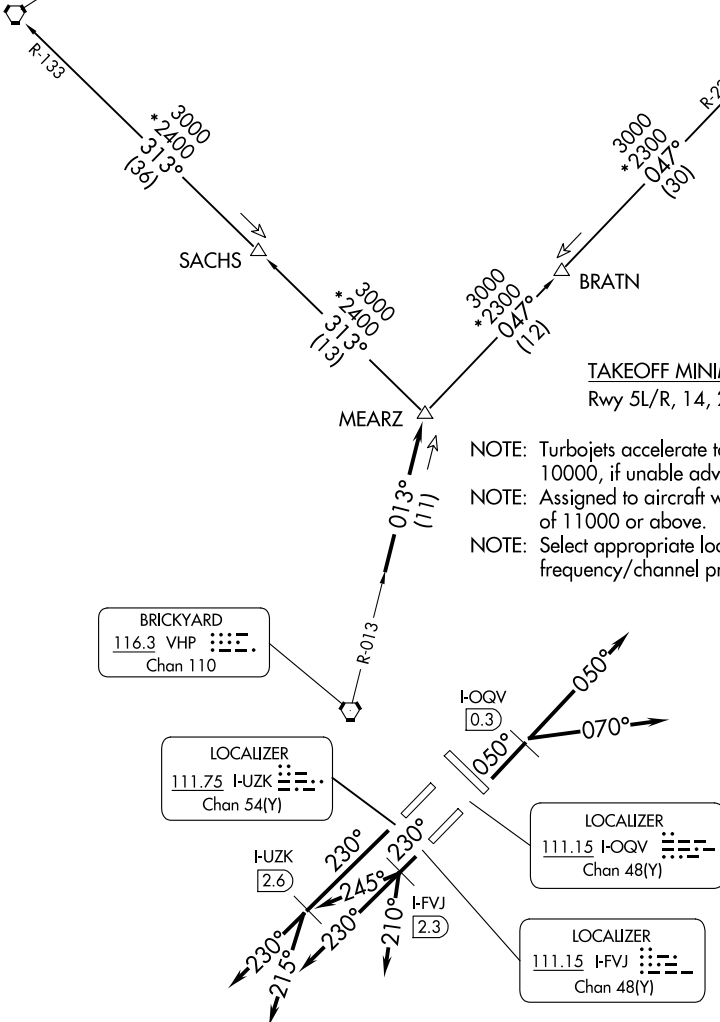 R-133
3000
*2400
313°
(36)
R-2
3000
*2300
047°
(30)
SACHS
BRATN
3000
*2400
313°
(13)
3000
*2300
047°
(12)
MEARZ
TAKEOFF MINI
Rwy 5L/R, 14, 2
NOTE: Turbojets accelerate to
10000, if unable adv
NOTE: Assigned to aircraft w
of 11000 or above.
NOTE: Select appropriate loc
frequency/channel pr
013°
(11)
R-013
BRICKYARD
116.3 VHP
Chan 110
I-OQV
0.3
050°
050°
070°
LOCALIZER
111.75 I-UZK
Chan 54(Y)
LOCALIZER
111.15 I-OQV
Chan 48(Y)
I-UZK
2.6
230°
230°
245°
I-FVJ
2.3
230°
210°
230°
215°
LOCALIZER
111.15 I-FVJ
Chan 48(Y)